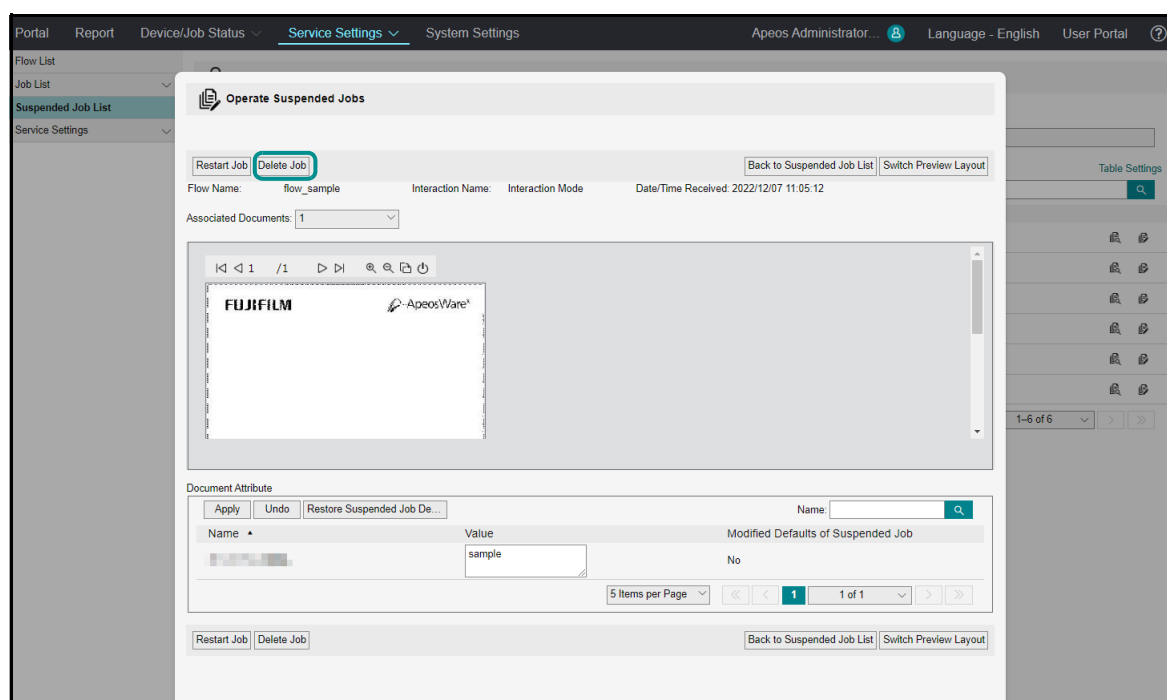 Portal Report Device/Job Status Service Settings System Settings Apeos Administrator... Language - English User Portal
Flow List
Job List
Suspended Job List
Service Settings
Operate Suspended Jobs
Restart Job Delete Job Back to Suspended Job List Switch Preview Layout
Table Settings
Flow Name: flow_sample Interaction Name: Interaction Mode Date/Time Received: 2022/12/07 11:05:12
Associated Documents: 1
1 /1
FUJIFILM ApeosWare
1–6 of 6
Document Attribute
Apply Undo Restore Suspended Job De... Name:
Name Value Modified Defaults of Suspended Job
sample No
5 Items per Page 1 1 of 1
Restart Job Delete Job Back to Suspended Job List Switch Preview Layout